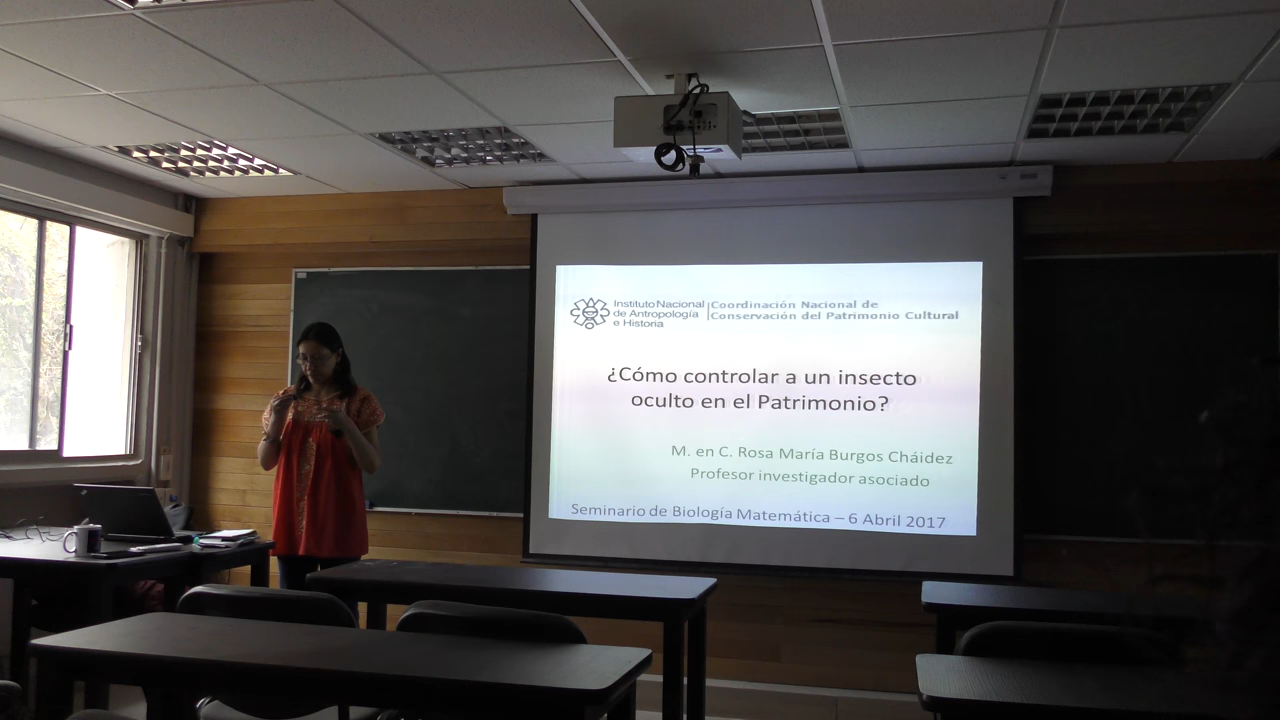 Instituto Nacional
de Antropología
e Historia
Coordinación Nacional de
Conservación del Patrimonio Cultural
¿Cómo controlar a un insecto
oculto en el Patrimonio?
M. en C. Rosa María Burgos Cháidez
Profesor investigador asociado
Seminario de Biología Matemática – 6 Abril 2017